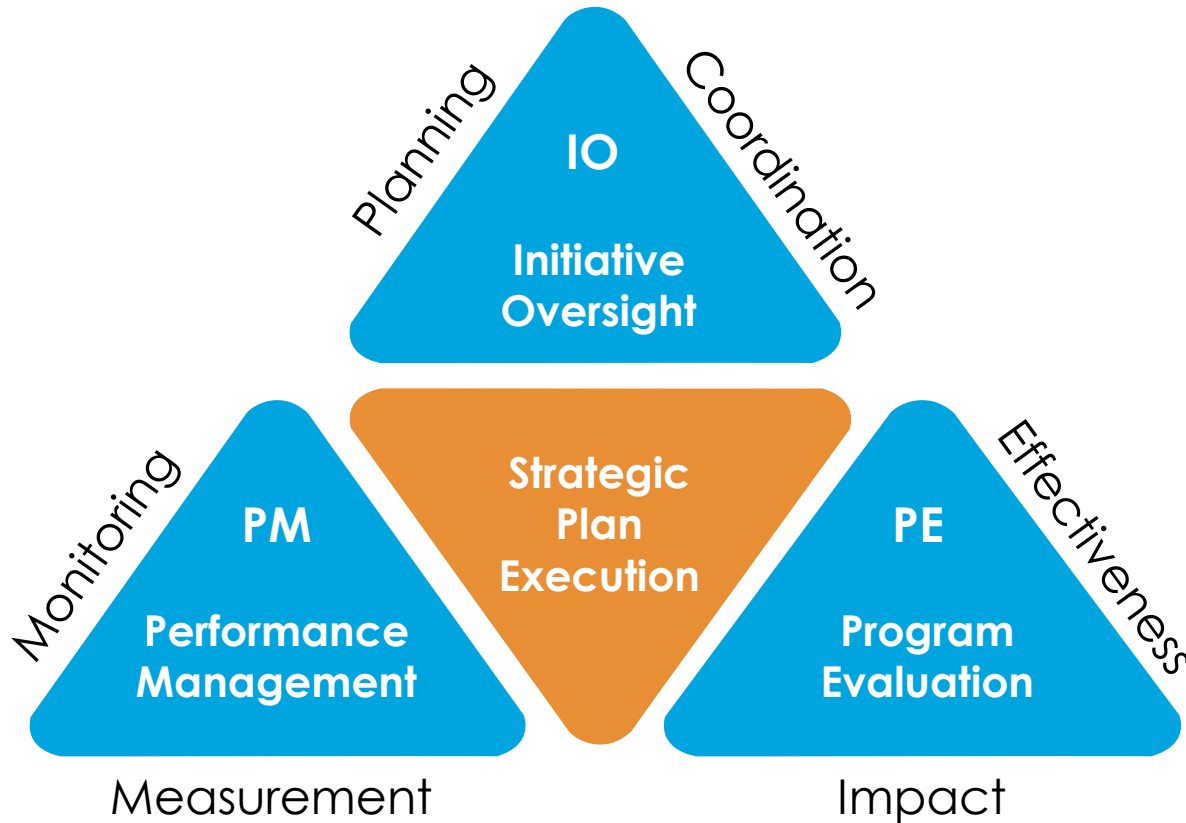 Planning
Coordination
IO
Initiative
Oversight
Monitoring
PM
Performance
Management
Strategic
Plan
Execution
PE
Program
Evaluation
Effectiveness
Measurement
Impact